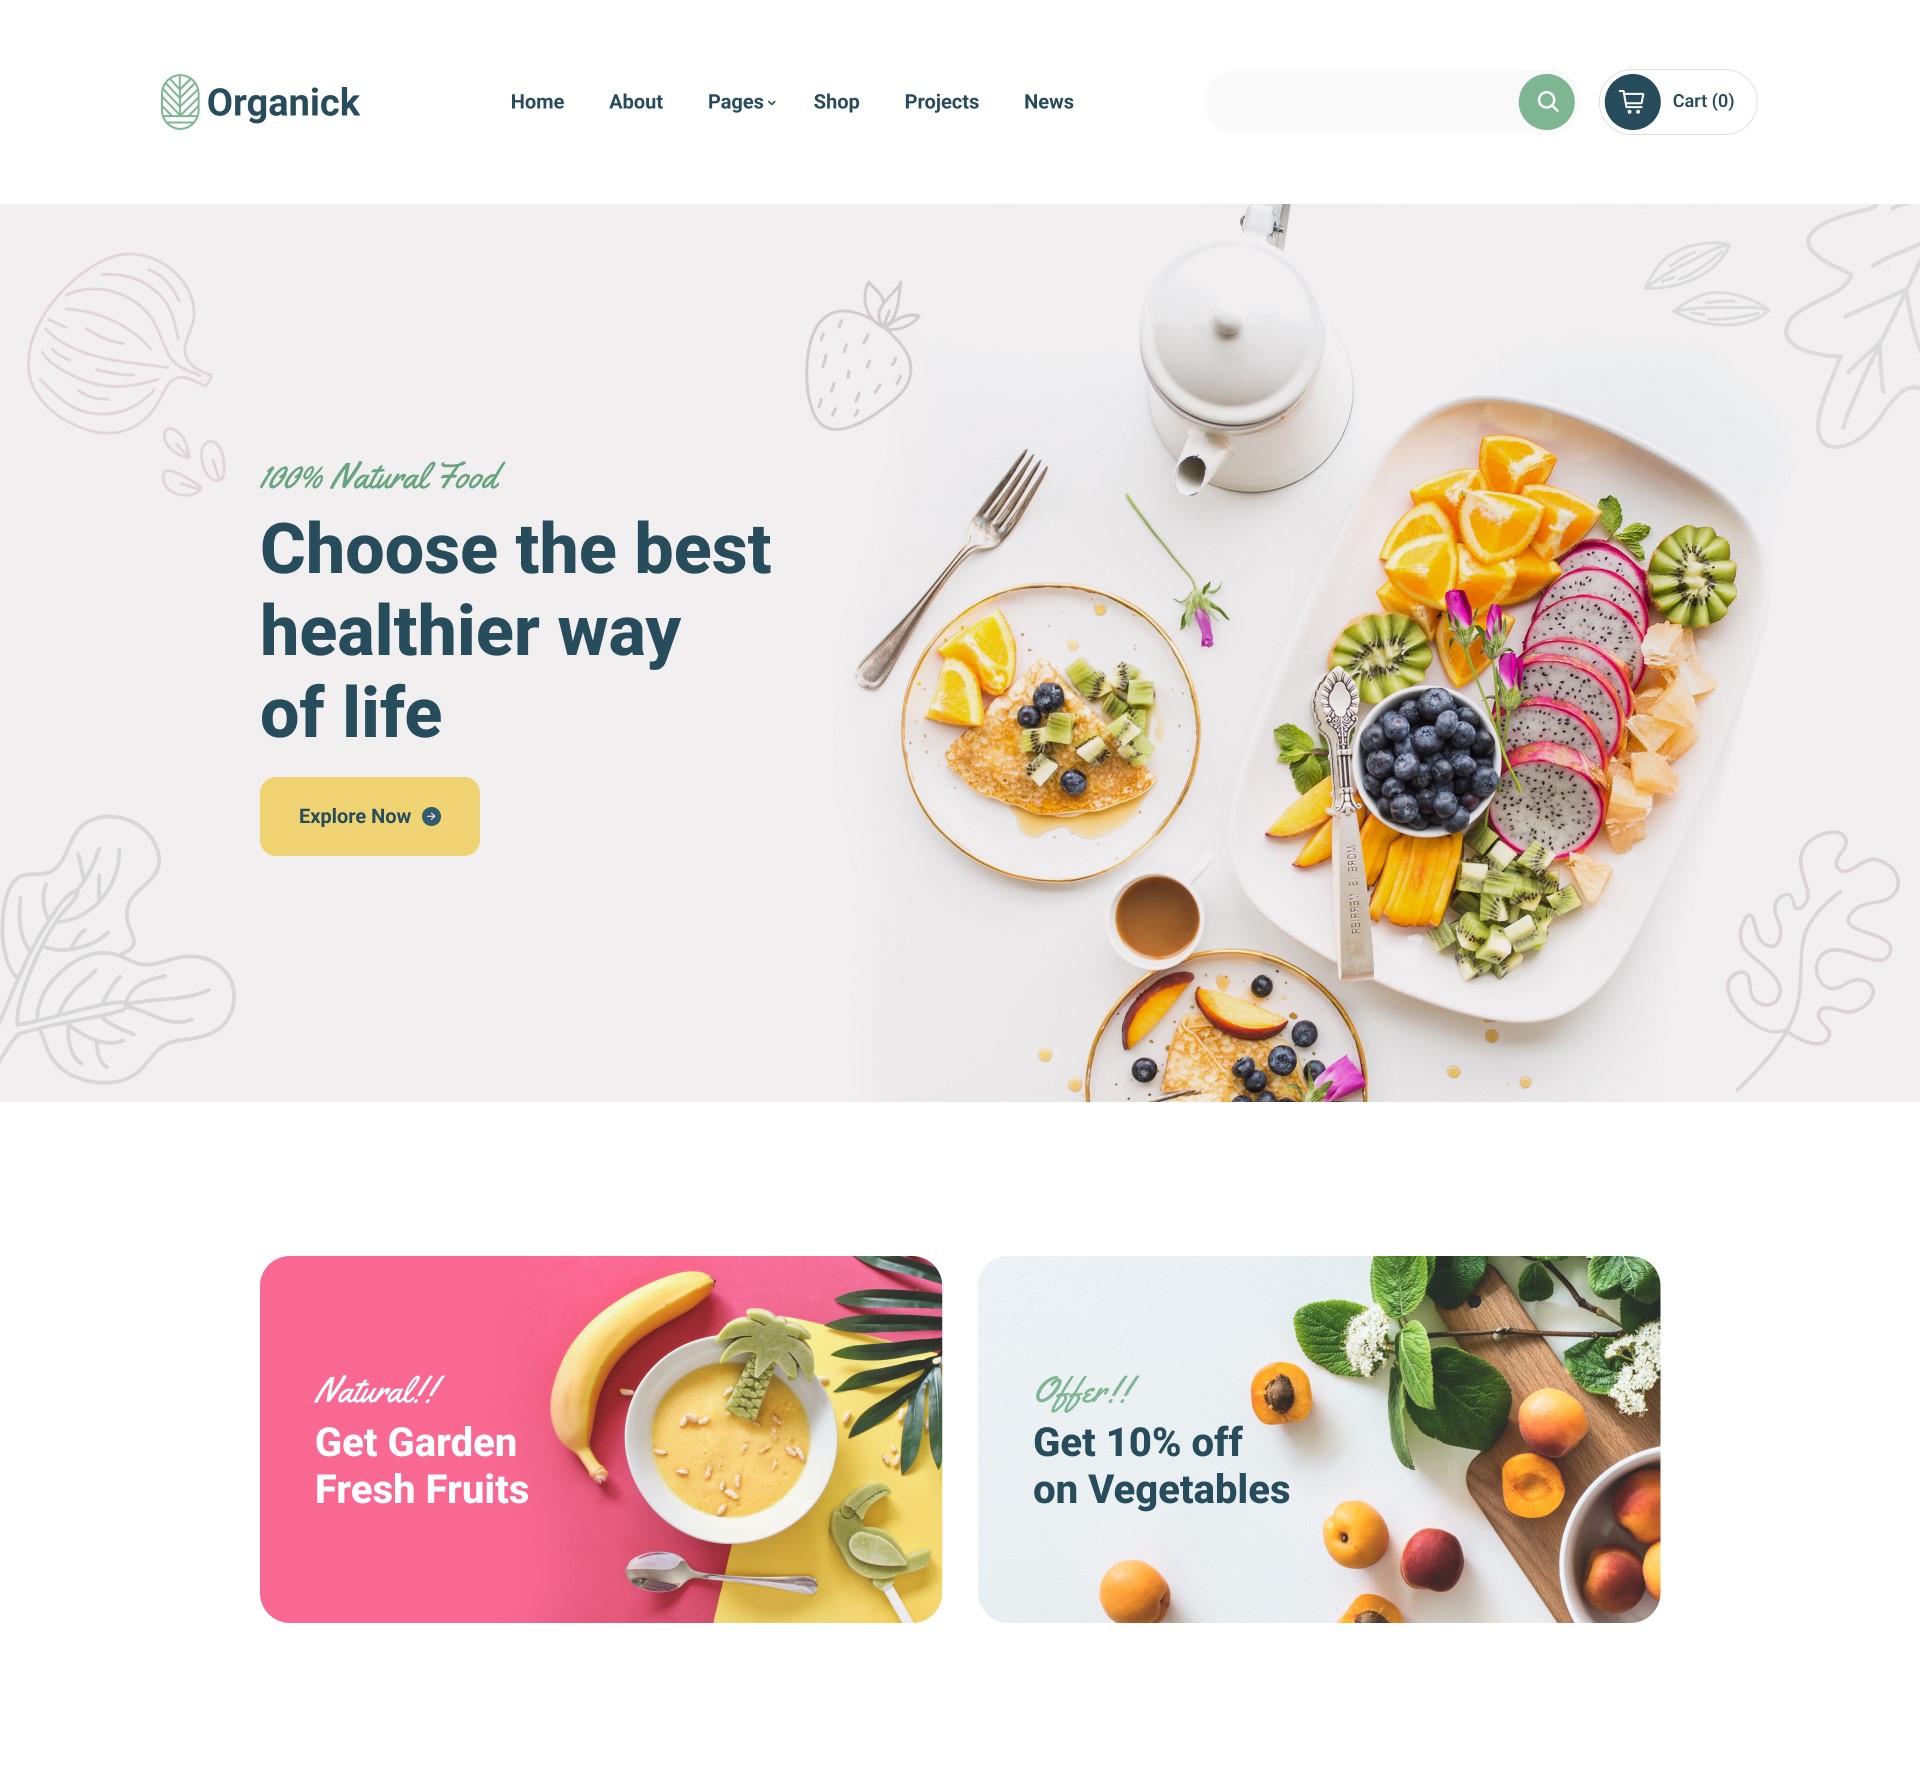 Organick
Home
About
Pages
Shop
Projects
News
Cart (0)
100% Natural Food
Choose the best
healthier way
of life
Explore Now
Natural!!
Get Garden
Fresh Fruits
Offer!!
Get 10% off
on Vegetables